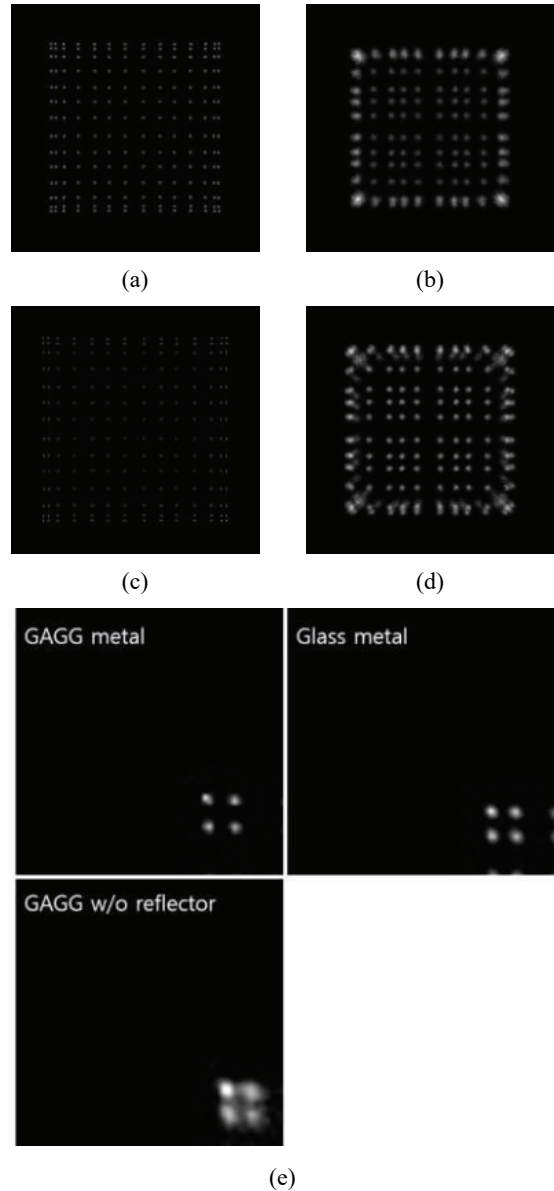 (a)
(b)
(c)
(d)
GAGG metal
Glass metal
GAGG w/o reflector
(e)